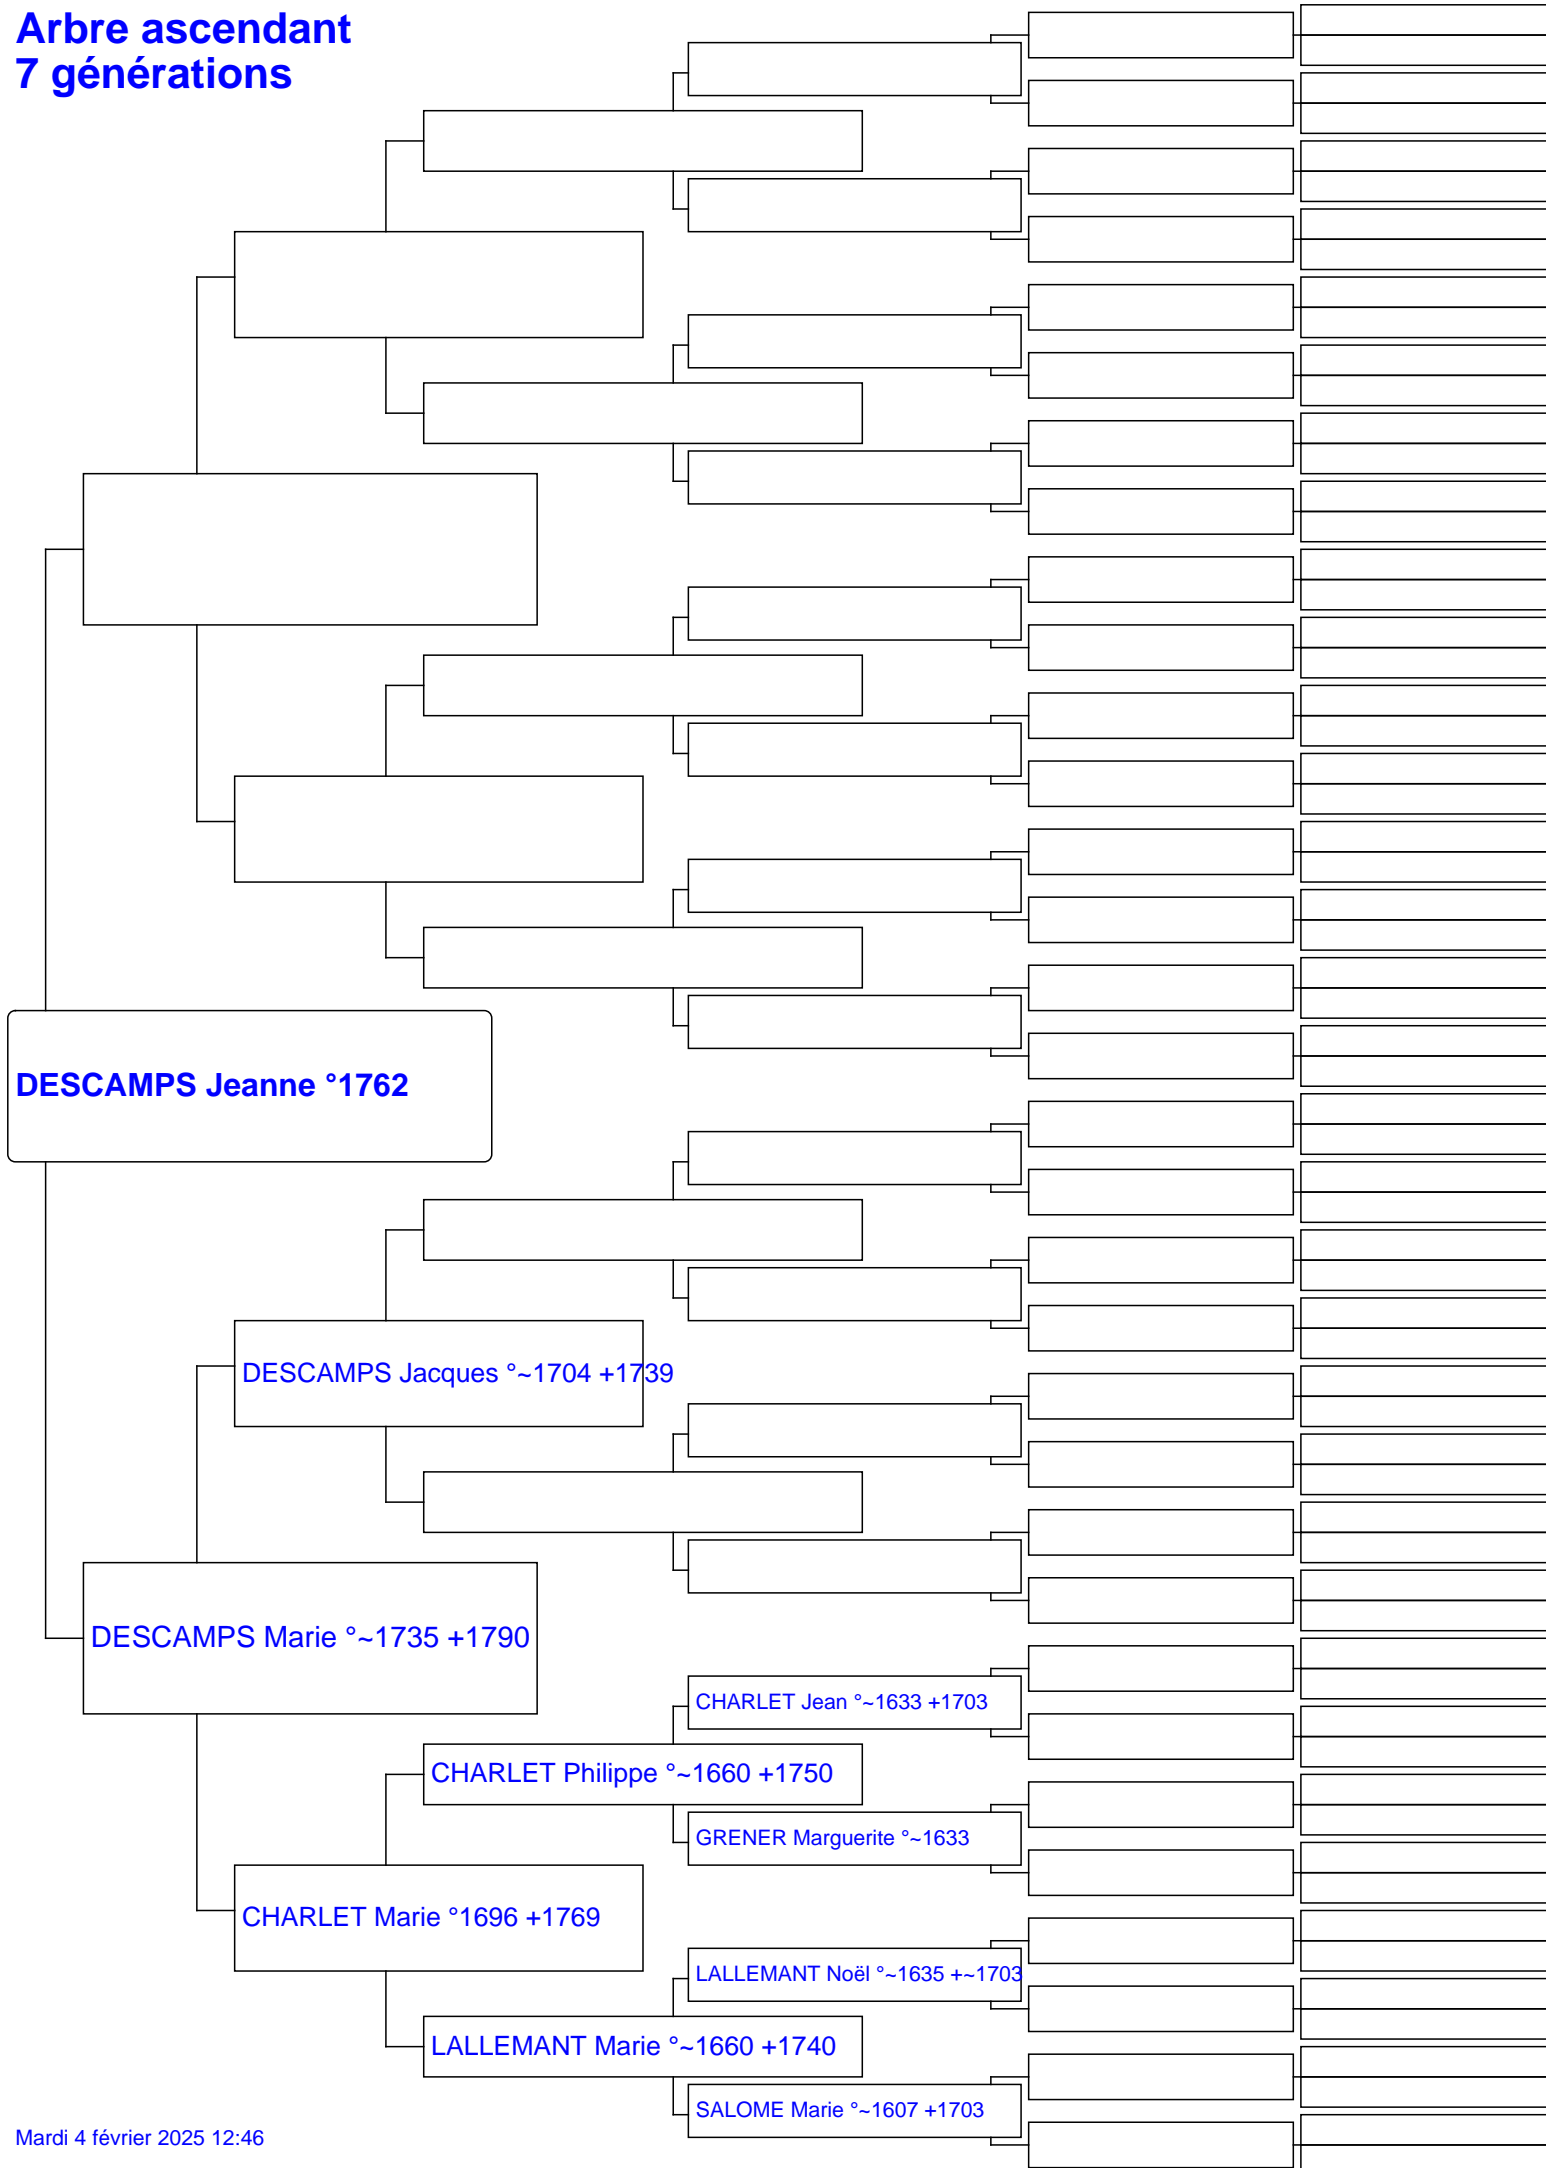 Arbre ascendant
7 générations
DESCAMPS Jeanne °1762
DESCAMPS Jacques °~1704 +1739
DESCAMPS Marie °~1735 +1790
CHARLET Jean °~1633 +1703
CHARLET Philippe °~1660 +1750
GRENER Marguerite °~1633
CHARLET Marie °1696 +1769
LALLEMANT Noël °~1635 +~1703
LALLEMANT Marie °~1660 +1740
SALOME Marie °~1607 +1703
Mardi 4 février 2025 12:46